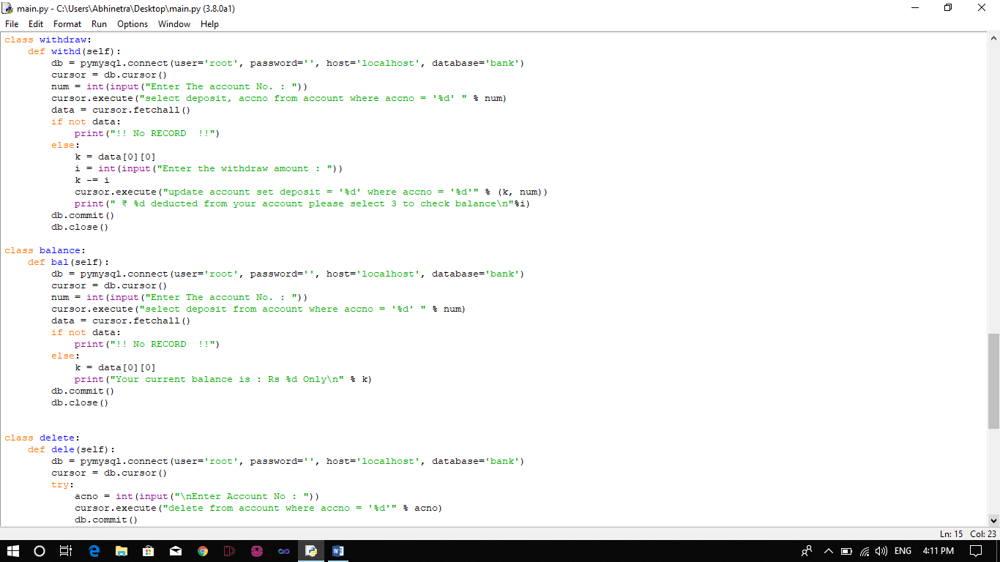 main.py - C:\Users\Abhinetra\Desktop\main.py (3.8.0a1)
File Edit Format Run Options Window Help
class withdraw:
    def withd(self):
        db = pymysql.connect(user='root', password='', host='localhost', database='bank')
        cursor = db.cursor()
        num = int(input("Enter The account No. : "))
        cursor.execute("select deposit, accno from account where accno = '%d' " % num)
        data = cursor.fetchall()
        if not data:
            print("!! No RECORD  !!")
        else:
            k = data[0][0]
            i = int(input("Enter the withdraw amount : "))
            k -= i
            cursor.execute("update account set deposit = '%d' where accno = '%d'" % (k, num))
            print(" ₹ %d deducted from your account please select 3 to check balance\n"%i)
        db.commit()
        db.close()

class balance:
    def bal(self):
        db = pymysql.connect(user='root', password='', host='localhost', database='bank')
        cursor = db.cursor()
        num = int(input("Enter The account No. : "))
        cursor.execute("select deposit from account where accno = '%d' " % num)
        data = cursor.fetchall()
        if not data:
            print("!! No RECORD  !!")
        else:
            k = data[0][0]
            print("Your current balance is : Rs %d Only\n" % k)
        db.commit()
        db.close()


class delete:
    def dele(self):
        db = pymysql.connect(user='root', password='', host='localhost', database='bank')
        cursor = db.cursor()
        try:
            acno = int(input("\nEnter Account No : "))
            cursor.execute("delete from account where accno = '%d'" % acno)
            db.commit()
Ln: 15 Col: 23
ENG 4:11 PM